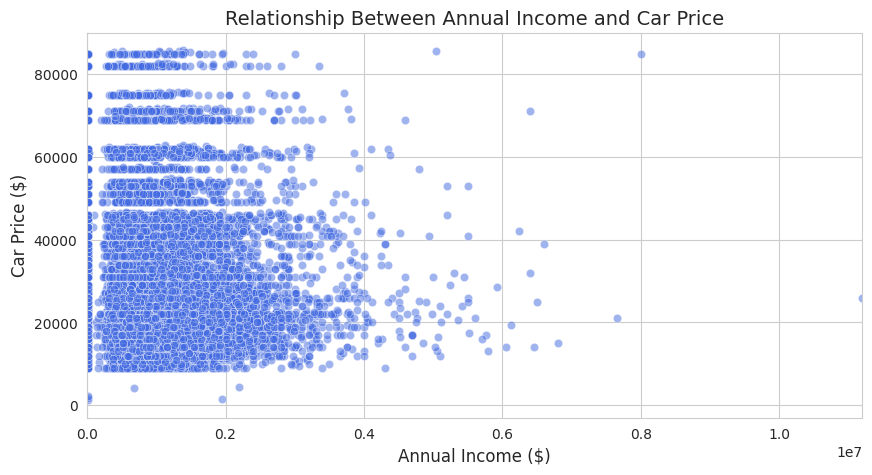 Relationship Between Annual Income and Car Price
Car Price ($)
80000
60000
40000
20000
0
0.0 0.2 0.4 0.6 0.8 1.0
1e7
Annual Income ($)